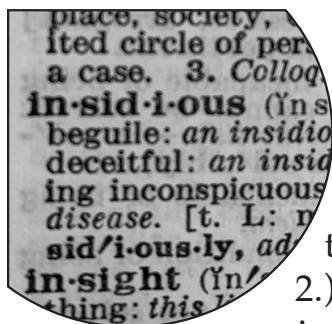 place, society,
ited circle of pers
a case. 3. Colloq
in·sid·i·ous (ĭn s
beguile: an insidio
deceitful: an insid
ing inconspicuous
disease. [t. L:
sid′i·ous·ly, adv
in·sight (ĭn′s
thing: this
2.)